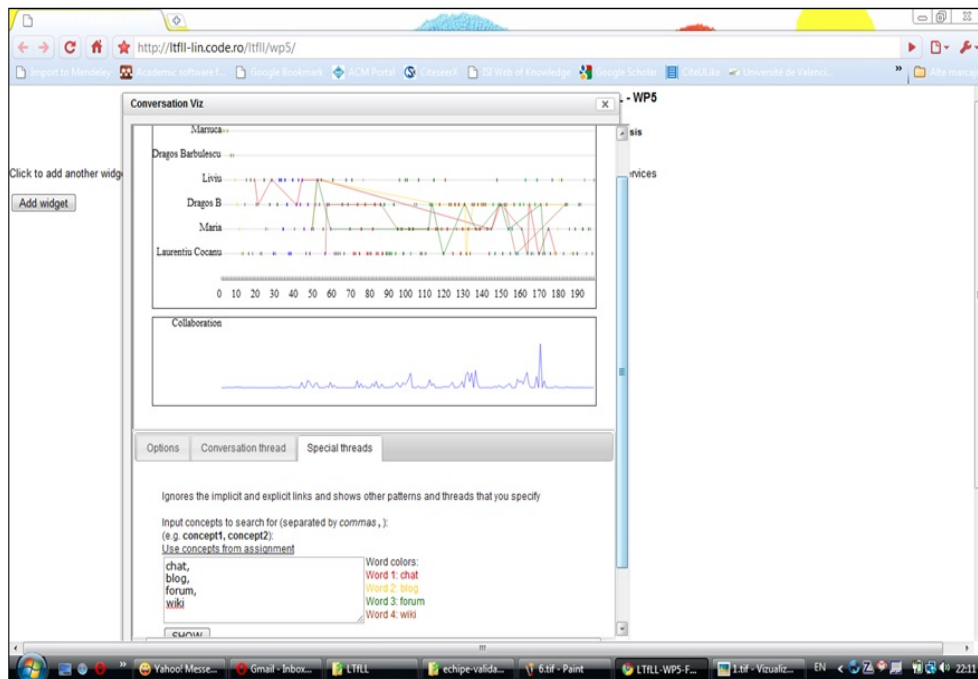 http://ltfll-lin.code.ro/ltfll/wp5/
Import to Mendeley Academic software f... Google Bookmark ACM Portal CiteseerX ISI Web of Knowledge Google Scholar CiteULike Université de Valenci... » Alte marcaj
Conversation Viz x L - WP5
sis
Click to add another widg
ervices
Add widget
Mariuca
Dragos Barbulescu
Liviu
Dragos B
Maria
Laurentiu Cocanu
0 10 20 30 40 50 60 70 80 90 100 110 120 130 140 150 160 170 180 190
Collaboration
Options Conversation thread Special threads
Ignores the implicit and explicit links and shows other patterns and threads that you specify
Input concepts to search for (separated by commas , ):
(e.g. concept1, concept2):
Use concepts from assignment
chat,
blog,
forum,
wiki
Word colors:
Word 1: chat
Word 2: blog
Word 3: forum
Word 4: wiki
SHOW
» Yahoo! Messe... Gmail - Inbox... LTfLL echipe-valida... 6.tif - Paint LTfLL-WP5-F... 1.tif - Vizualiz... EN 22:11